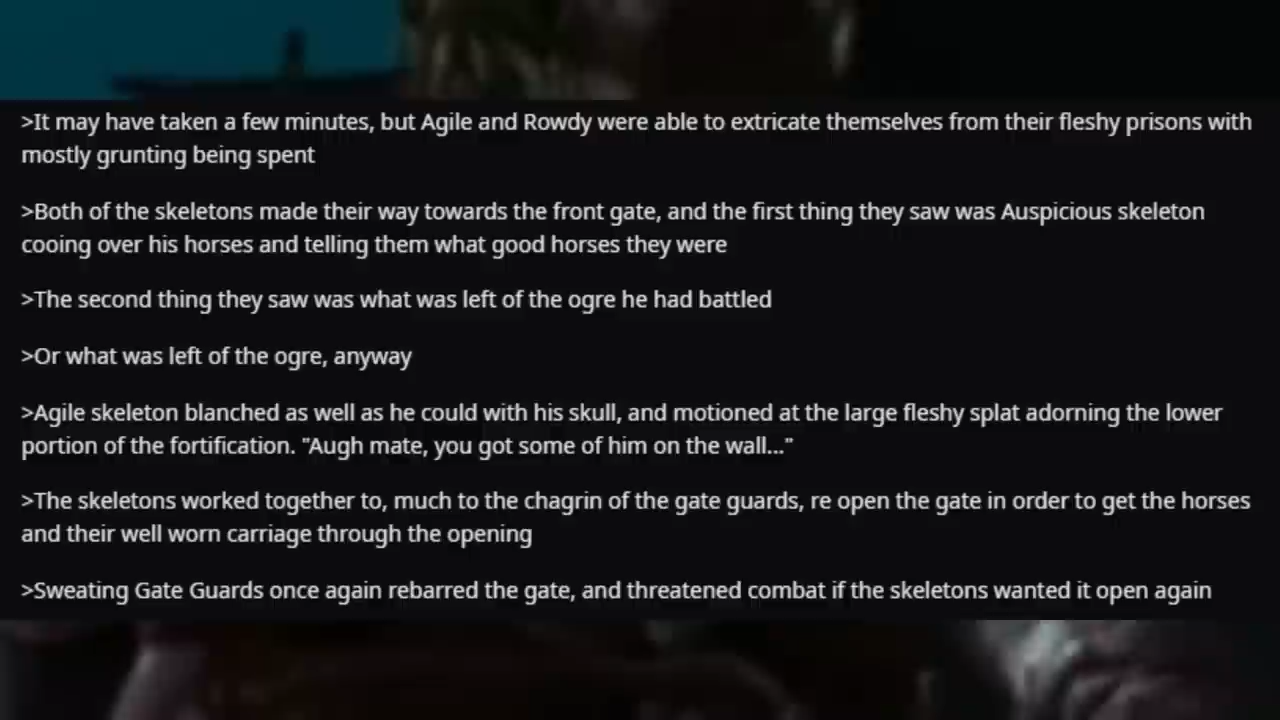 >It may have taken a few minutes, but Agile and Rowdy were able to extricate themselves from their fleshy prisons with
mostly grunting being spent
>Both of the skeletons made their way towards the front gate, and the first thing they saw was Auspicious skeleton
cooing over his horses and telling them what good horses they were
>The second thing they saw was what was left of the ogre he had battled
>Or what was left of the ogre, anyway
>Agile skeleton blanched as well as he could with his skull, and motioned at the large fleshy splat adorning the lower
portion of the fortification. "Augh mate, you got some of him on the wall..."
>The skeletons worked together to, much to the chagrin of the gate guards, re open the gate in order to get the horses
and their well worn carriage through the opening
>Sweating Gate Guards once again rebarred the gate, and threatened combat if the skeletons wanted it open again